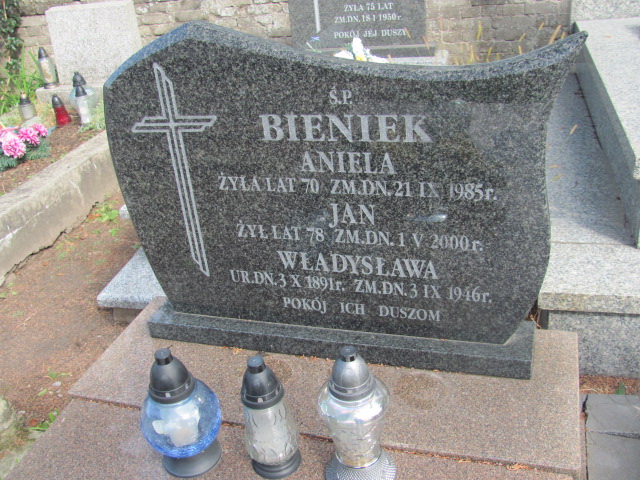 ŻYŁA 75 LAT
ZM.DN.18 I 1950
POKÓJ JEJ DUSZY
Ś.P.
BIENIEK
ANIELA
ŻYŁA LAT 70 ZM.DN. 21 IX 1985r.
JAN
ŻYŁ LAT 78 ZM.DN. 1 V 2000r.
WŁADYSŁAWA
UR.DN. 3 X 1891r. ZM.DN. 3 IX 1946r.
POKÓJ ICH DUSZOM